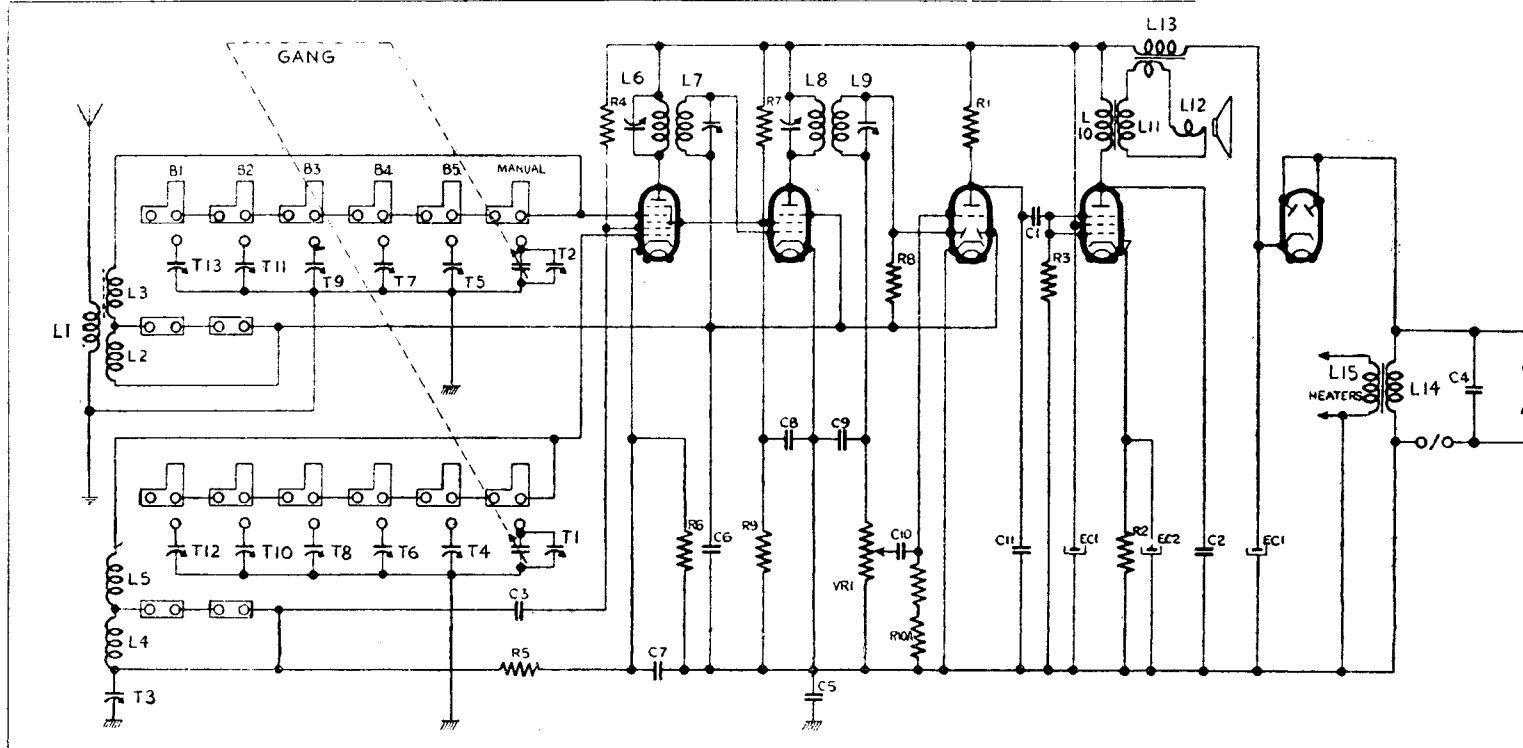 GANG
L13
L6
L7
L8
L9
R4
R7
R1
L
10
L11
L12
B1
B2
B3
B4
B5
MANUAL
C1
T13
T11
T9
T7
T5
T2
R8
R3
L3
L1
L2
L15
HEATERS
L14
C4
C8
C9
T12
T10
T8
T6
T4
T1
R6
C6
R9
C10
VR1
C11
EC1
R2
EC2
C2
EC1
L5
C3
L4
R10A
R5
C7
T3
C5